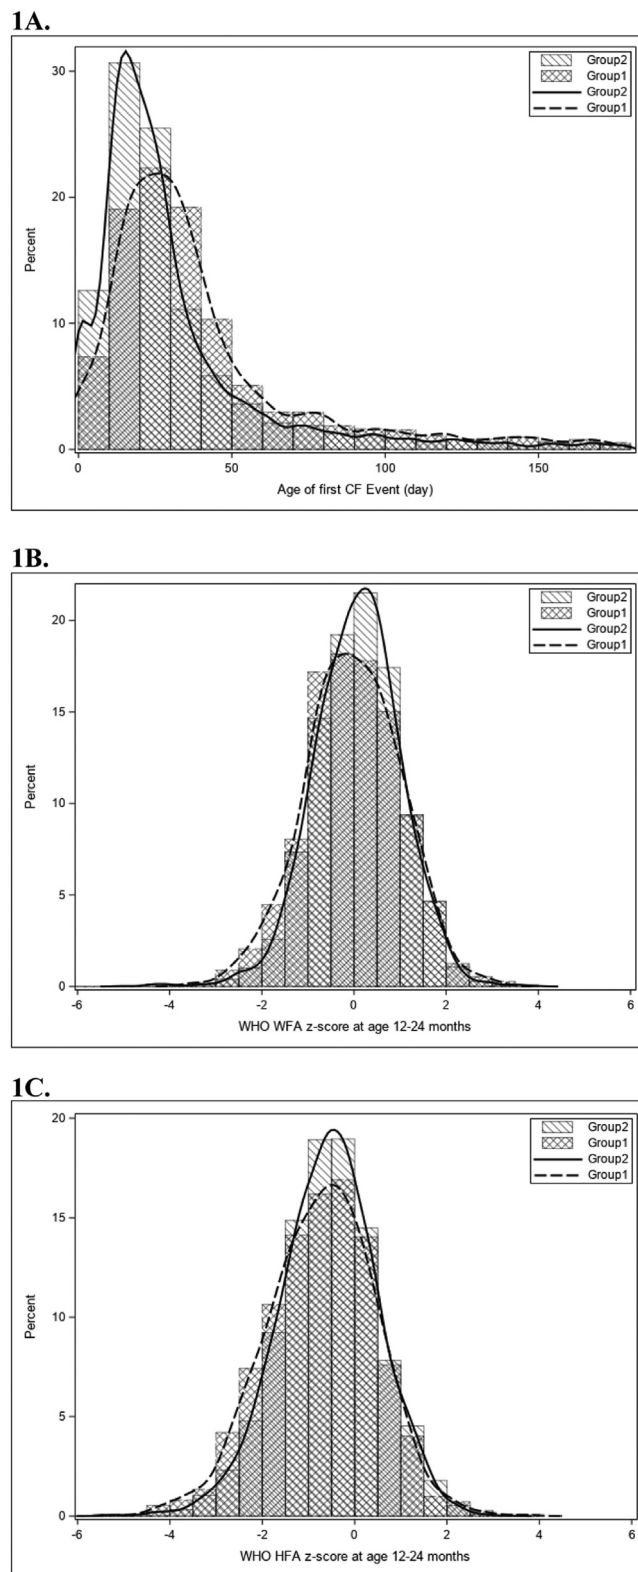 1A.
Group2
Group1
Group2
Group1
30
20
10
0
Percent
0 50 100 150
Age of first CF Event (day)
1B.
Group2
Group1
Group2
Group1
20
15
10
5
0
Percent
-6 -4 -2 0 2 4 6
WHO WFA z-score at age 12-24 months
1C.
Group2
Group1
Group2
Group1
20
15
10
5
0
Percent
-6 -4 -2 0 2 4 6
WHO HFA z-score at age 12-24 months